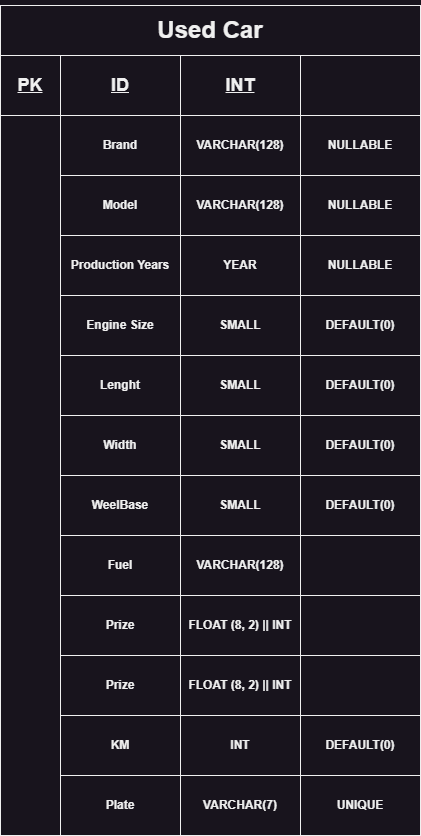 Used Car
PK ID INT
Brand VARCHAR(128) NULLABLE
Model VARCHAR(128) NULLABLE
Production Years YEAR NULLABLE
Engine Size SMALL DEFAULT(0)
Lenght SMALL DEFAULT(0)
Width SMALL DEFAULT(0)
WeelBase SMALL DEFAULT(0)
Fuel VARCHAR(128)
Prize FLOAT (8, 2) || INT
Prize FLOAT (8, 2) || INT
KM INT DEFAULT(0)
Plate VARCHAR(7) UNIQUE